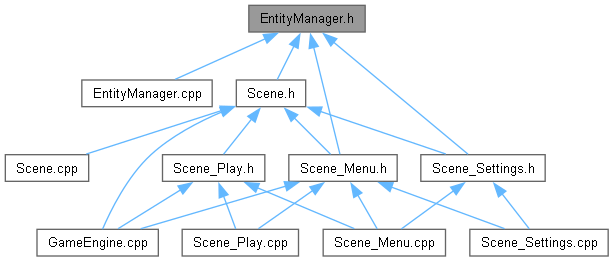 EntityManager.h
EntityManager.cpp
Scene.h
Scene.cpp
Scene_Play.h
Scene_Menu.h
Scene_Settings.h
GameEngine.cpp
Scene_Play.cpp
Scene_Menu.cpp
Scene_Settings.cpp